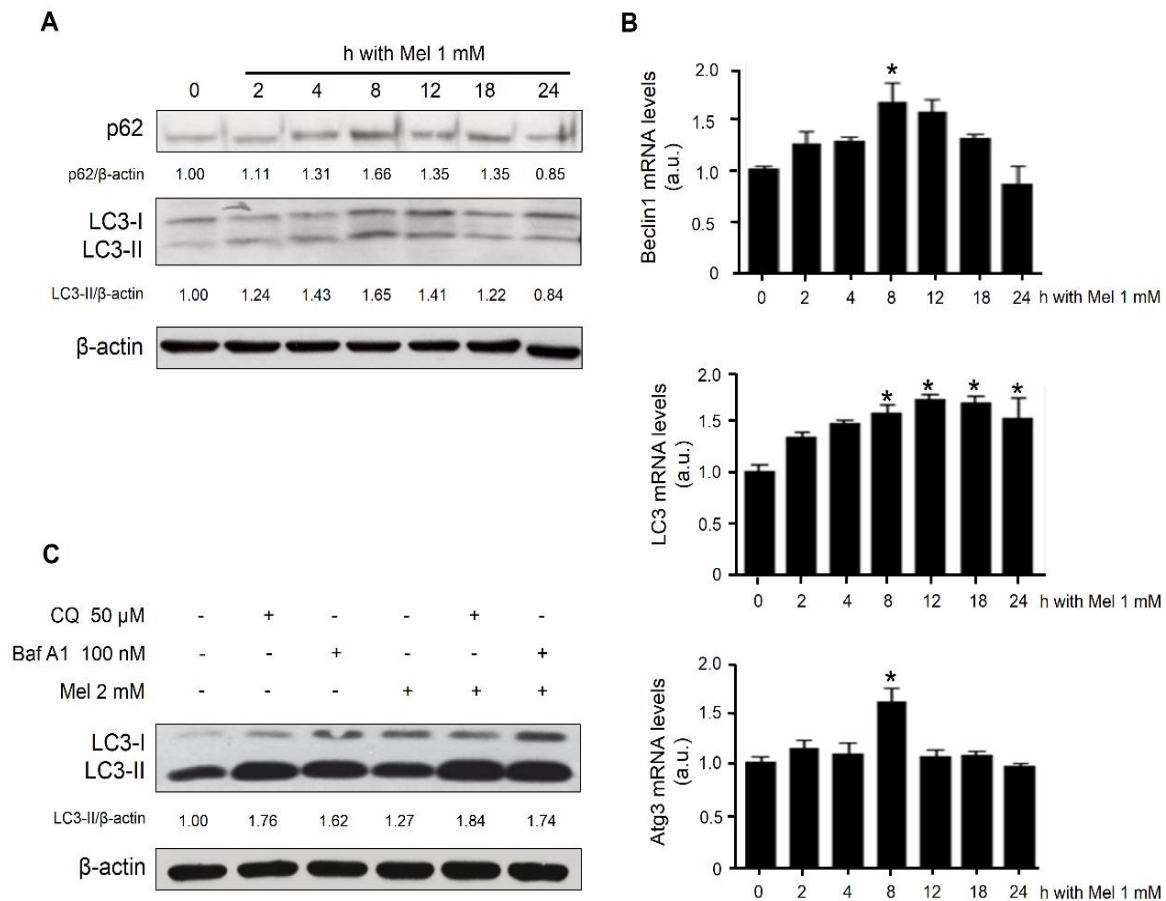 A
h with Mel 1 mM
0 2 4 8 12 18 24
p62
p62/β-actin 1.00 1.11 1.31 1.66 1.35 1.35 0.85
LC3-I
LC3-II
LC3-II/β-actin 1.00 1.24 1.43 1.65 1.41 1.22 0.84
β-actin
B
Beclin1 mRNA levels
(a.u.)
2.0
1.5
1.0
0.5
0
*
0 2 4 8 12 18 24 h with Mel 1 mM
LC3 mRNA levels
(a.u.)
2.0
1.5
1.0
0.5
0
* * * *
0 2 4 8 12 18 24 h with Mel 1 mM
Atg3 mRNA levels
(a.u.)
2.0
1.5
1.0
0.5
0
*
0 2 4 8 12 18 24 h with Mel 1 mM
C
CQ 50 µM - + - - + -
Baf A1 100 nM - - + - - +
Mel 2 mM - - - + + +
LC3-I
LC3-II
LC3-II/β-actin 1.00 1.76 1.62 1.27 1.84 1.74
β-actin